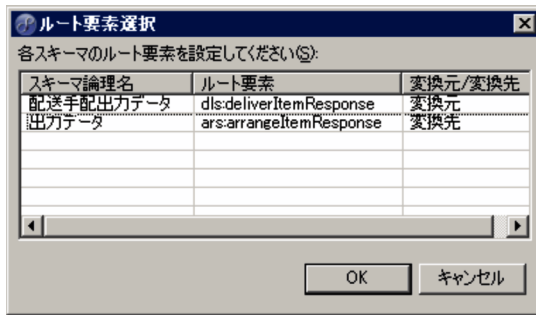 ルート要素選択
各スキーマのルート要素を設定してください(S):
スキーマ論理名 ルート要素 変換元/変換先
配送手配出力データ dls:deliverItemResponse 変換元
出力データ ars:arrangeItemResponse 変換先
OK キャンセル